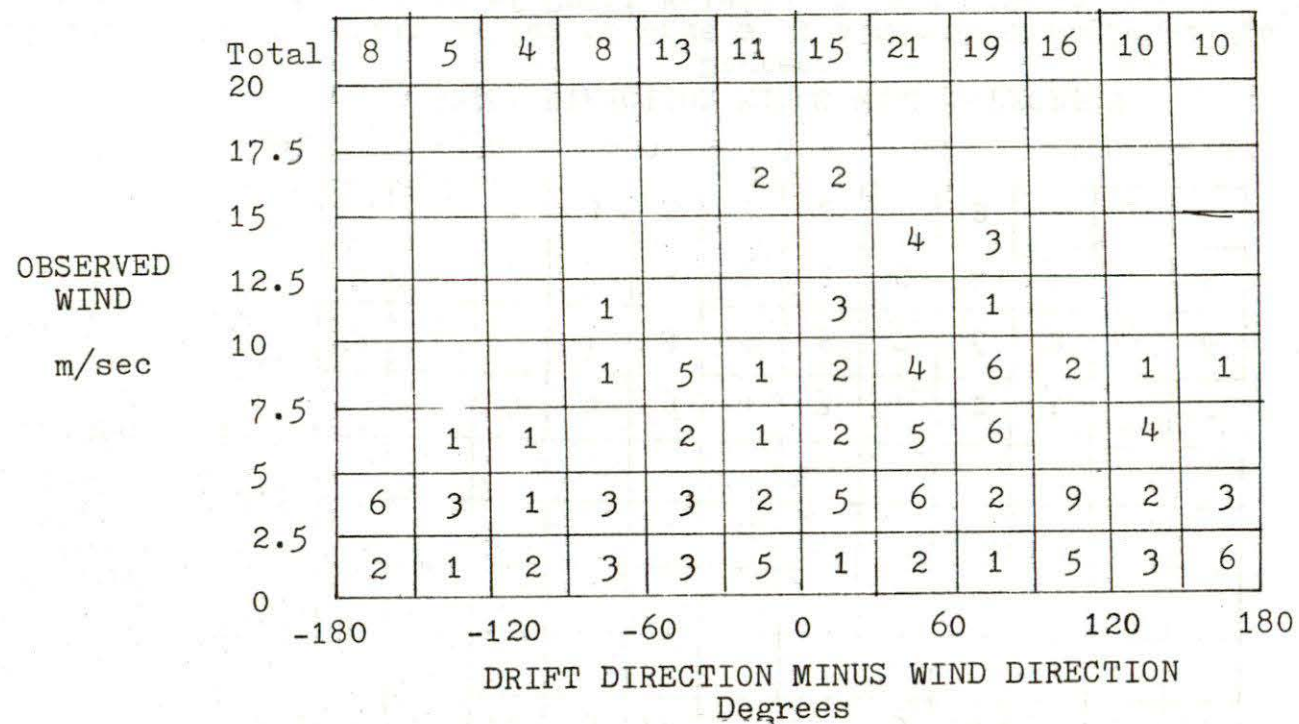 Total 8 5 4 8 13 11 15 21 19 16 10 10
20
17.5
2 2
15
4 3
OBSERVED
WIND
m/sec
12.5
1 3 1
10
1 5 1 2 4 6 2 1 1
7.5
1 1 2 1 2 5 6 4
5
6 3 1 3 3 2 5 6 2 9 2 3
2.5
2 1 2 3 3 5 1 2 1 5 3 6
0
-180 -120 -60 0 60 120 180
DRIFT DIRECTION MINUS WIND DIRECTION
Degrees